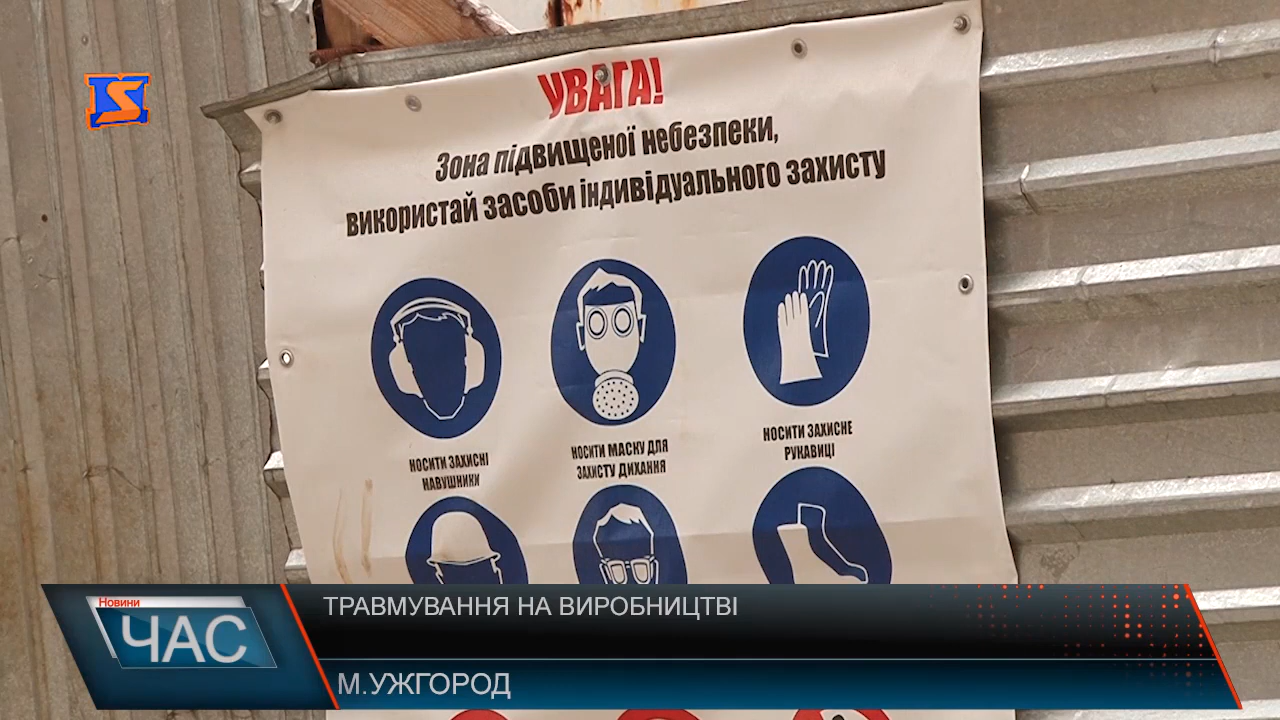 УВАГА!
Зона підвищеної небезпеки,
використай засоби індивідуального захисту
НОСИТИ ЗАХИСНІ
НАВУШНИКИ
НОСИТИ МАСКУ ДЛЯ
ЗАХИСТУ ДИХАННЯ
НОСИТИ ЗАХИСНЕ
РУКАВИЦІ
Новини
ЧАС
ТРАВМУВАННЯ НА ВИРОБНИЦТВІ
М.УЖГОРОД